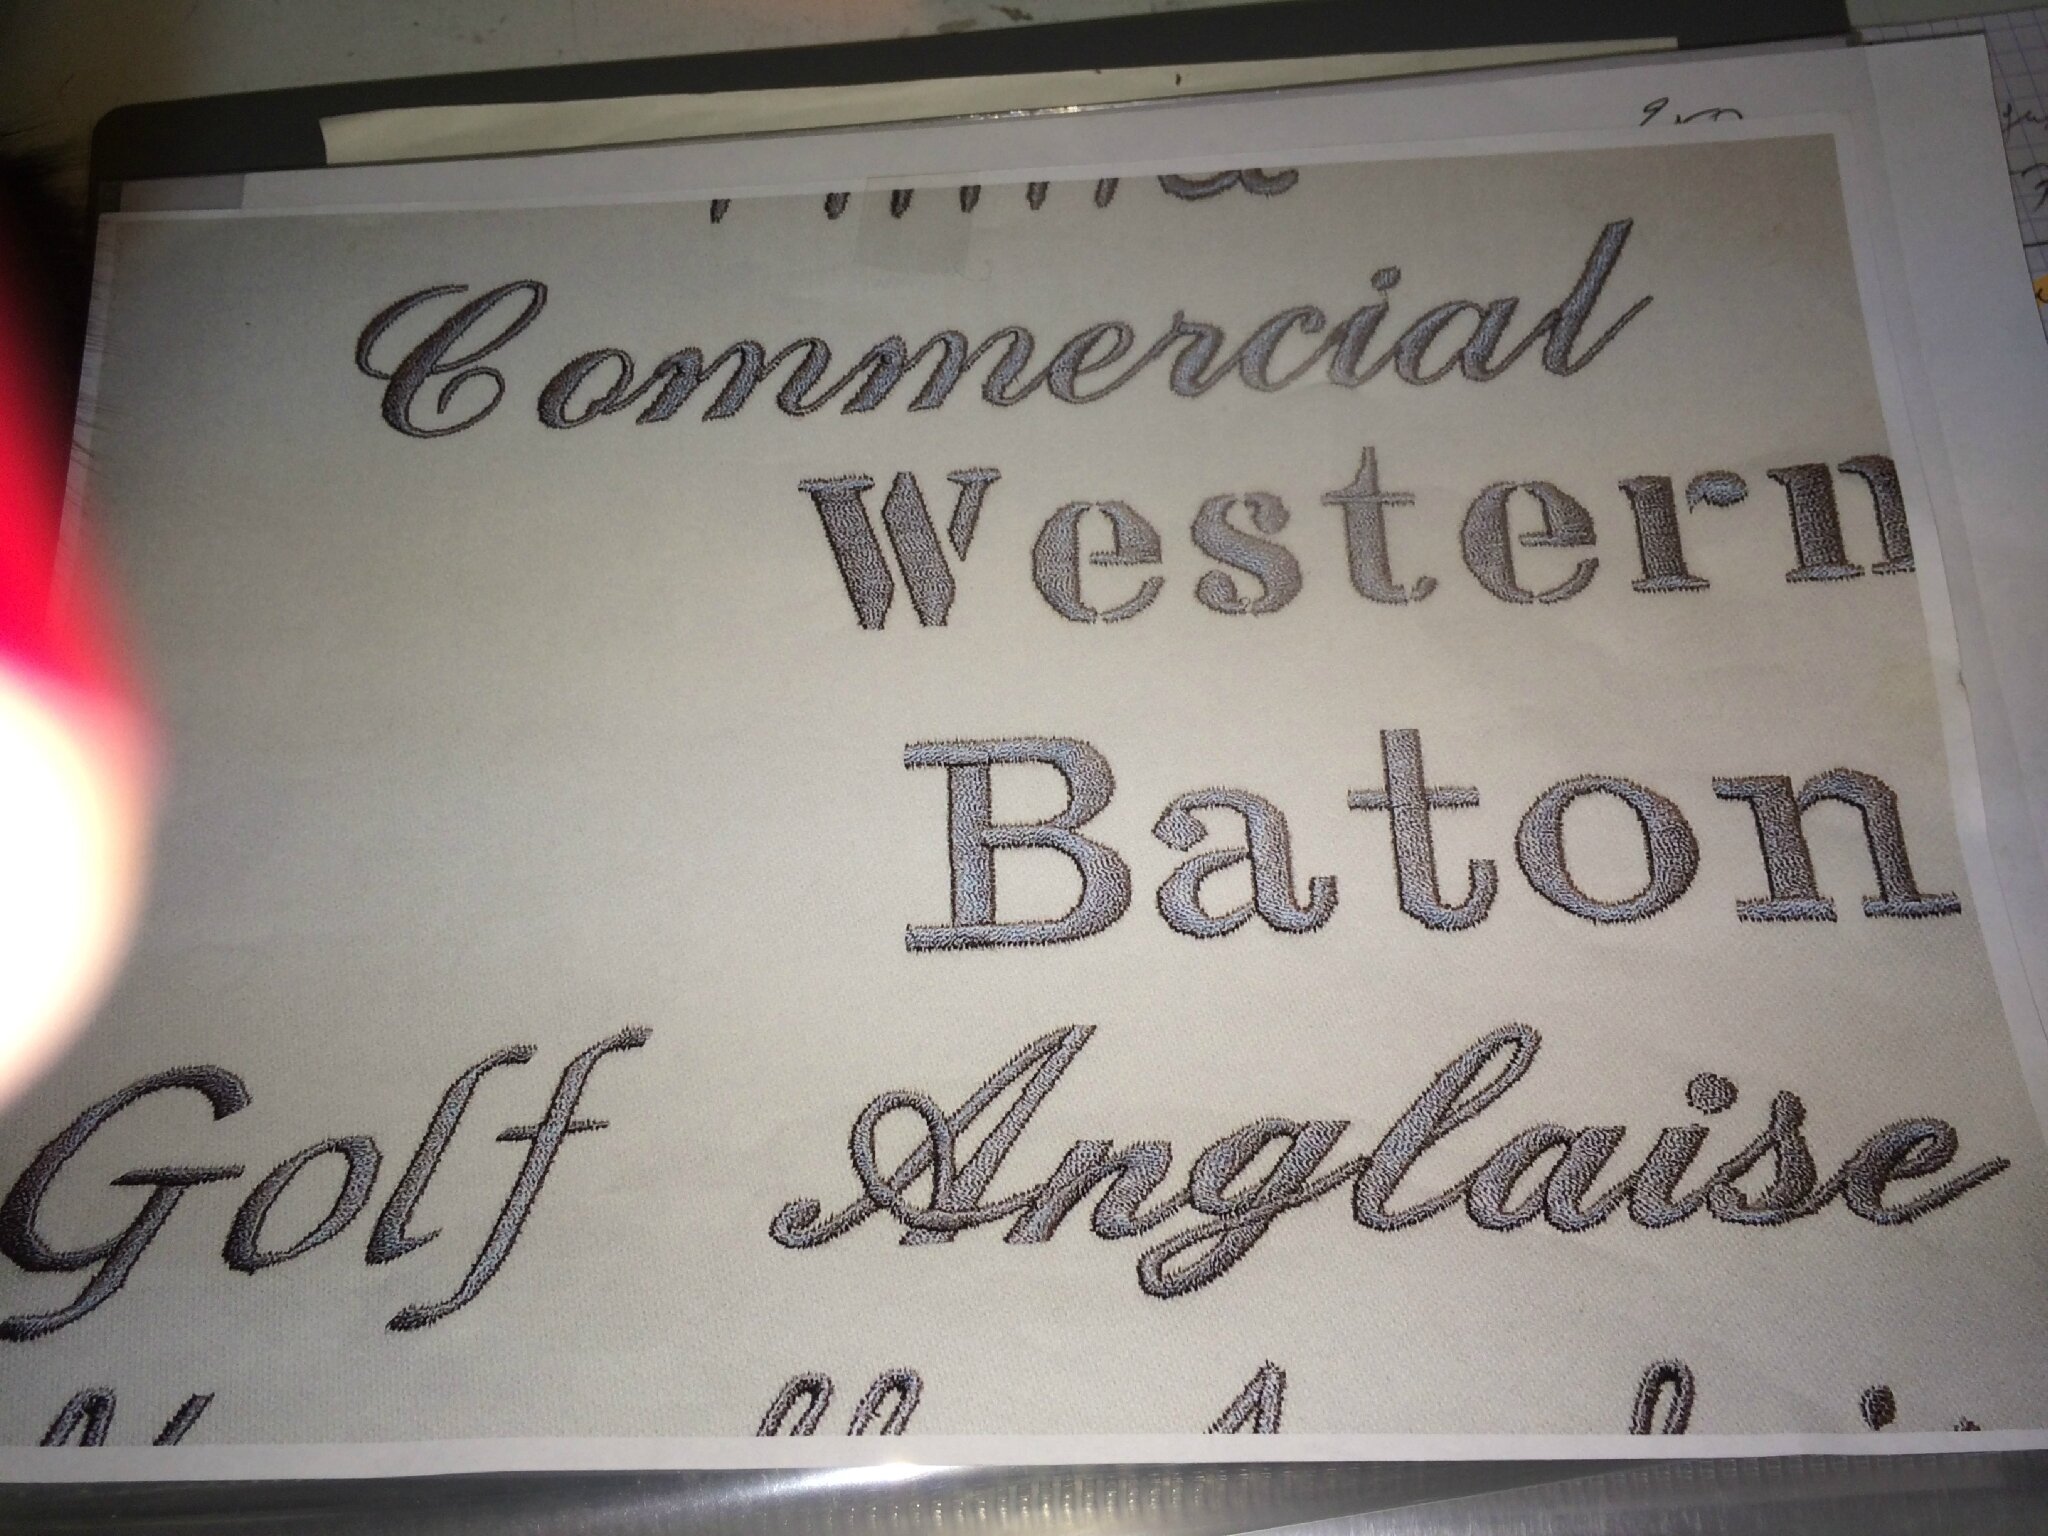 Commercial
Western
Baton
Golf Anglaise